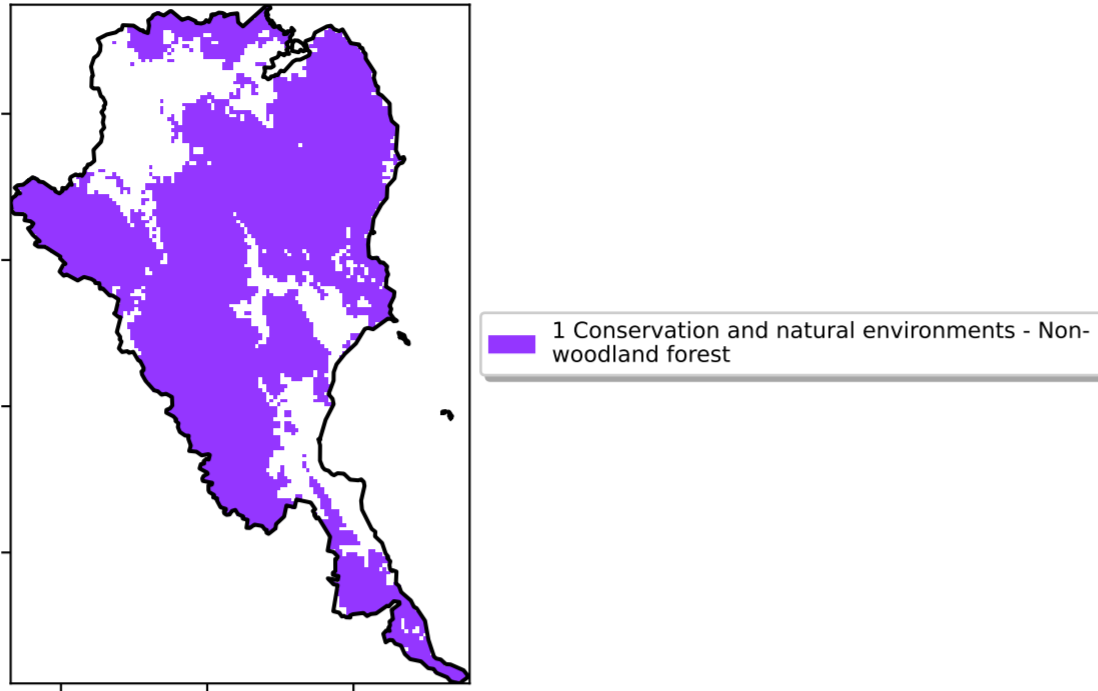 1 Conservation and natural environments - Non-
woodland forest